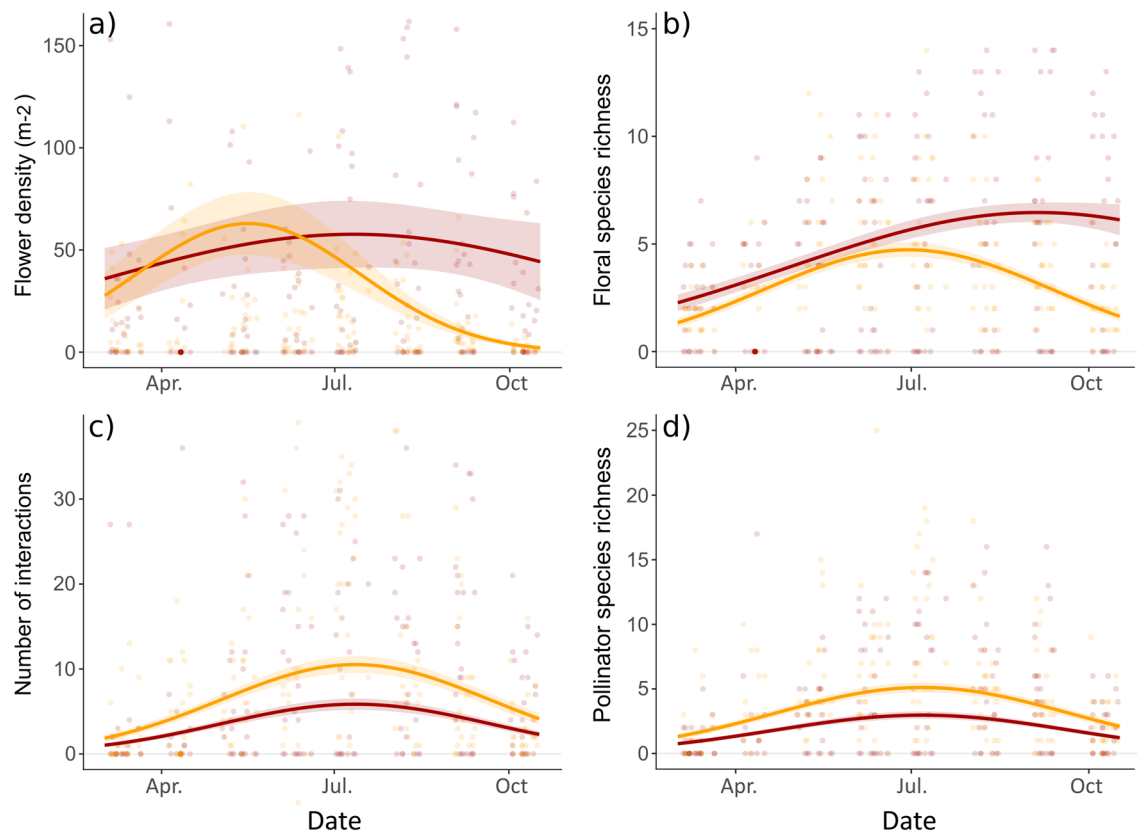 a)
150
100
50
0
Flower density (m-2)
Apr.
Jul.
Oct
b)
15
10
5
0
Floral species richness
Apr.
Jul.
Oct
c)
30
20
10
0
Number of interactions
Apr.
Jul.
Oct
Date
d)
25
20
15
10
5
0
Pollinator species richness
Apr.
Jul.
Oct
Date